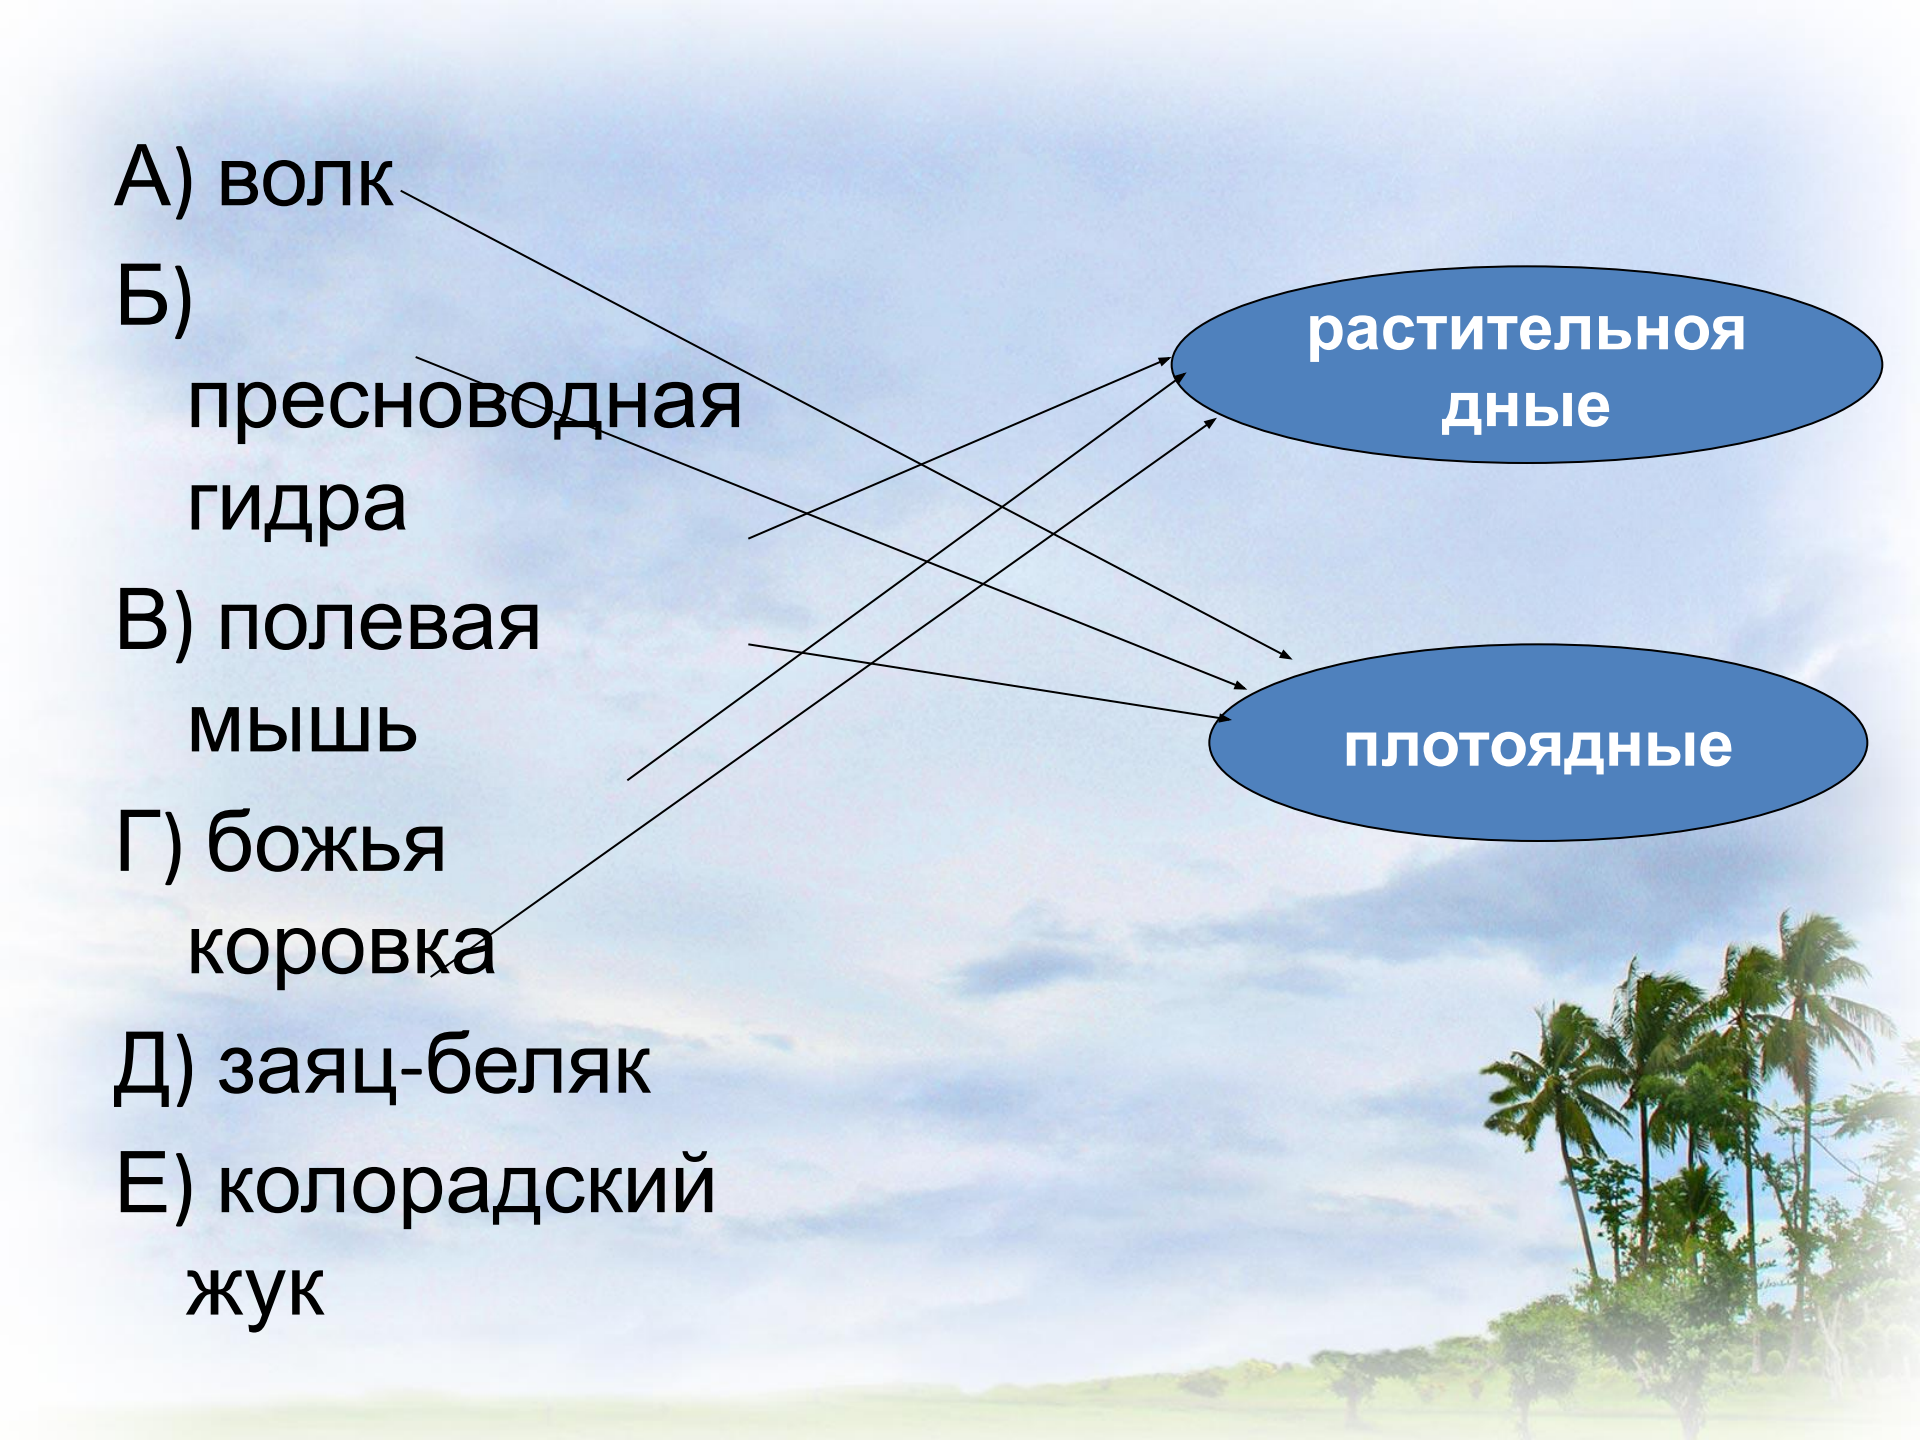 А) волк
Б)
пресноводная
гидра
В) полевая
мышь
Г) божья
коровка
Д) заяц-беляк
Е) колорадский
жук
растительноя
дные
плотоядные